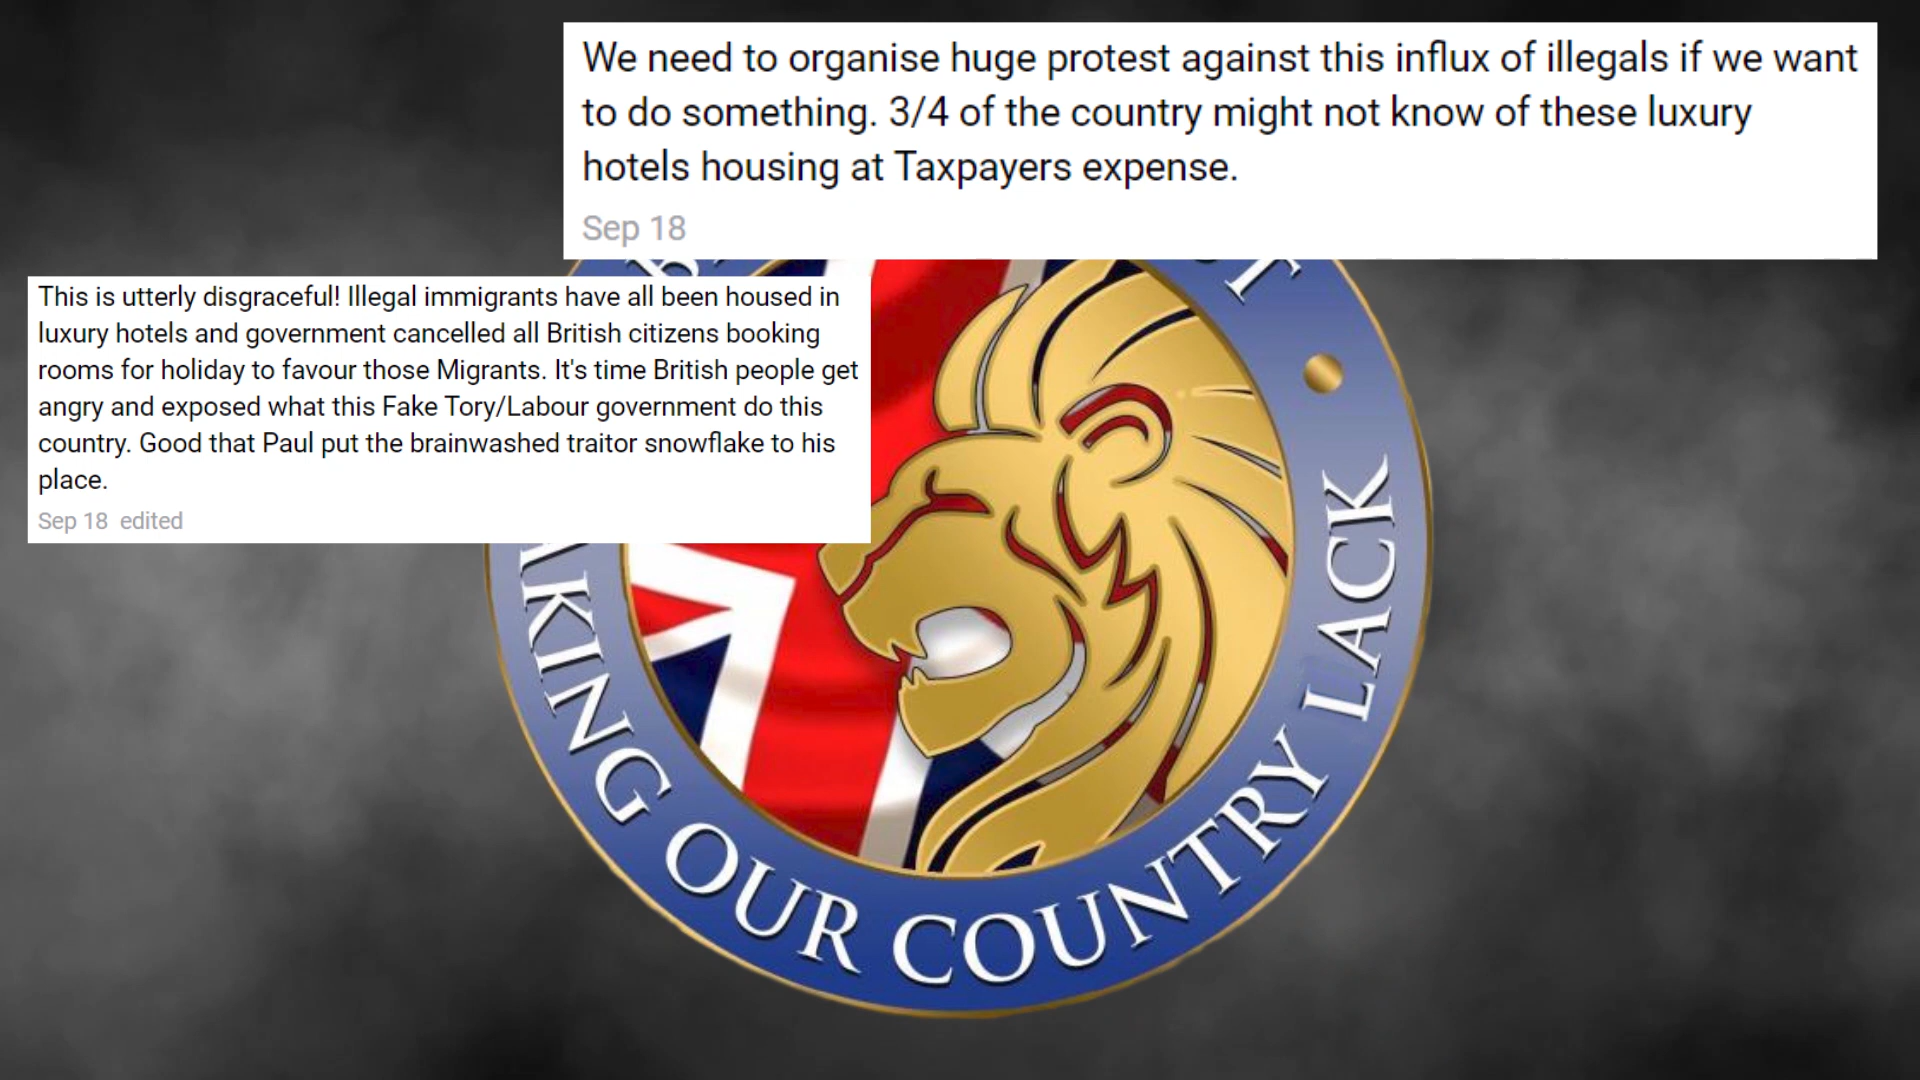 We need to organise huge protest against this influx of illegals if we want
to do something. 3/4 of the country might not know of these luxury
hotels housing at Taxpayers expense.
Sep 18
This is utterly disgraceful! Illegal immigrants have all been housed in
luxury hotels and government cancelled all British citizens booking
rooms for holiday to favour those Migrants. It's time British people get
angry and exposed what this Fake Tory/Labour government do this
country. Good that Paul put the brainwashed traitor snowflake to his
place.
Sep 18 edited
AKING OUR COUNTRY LACK